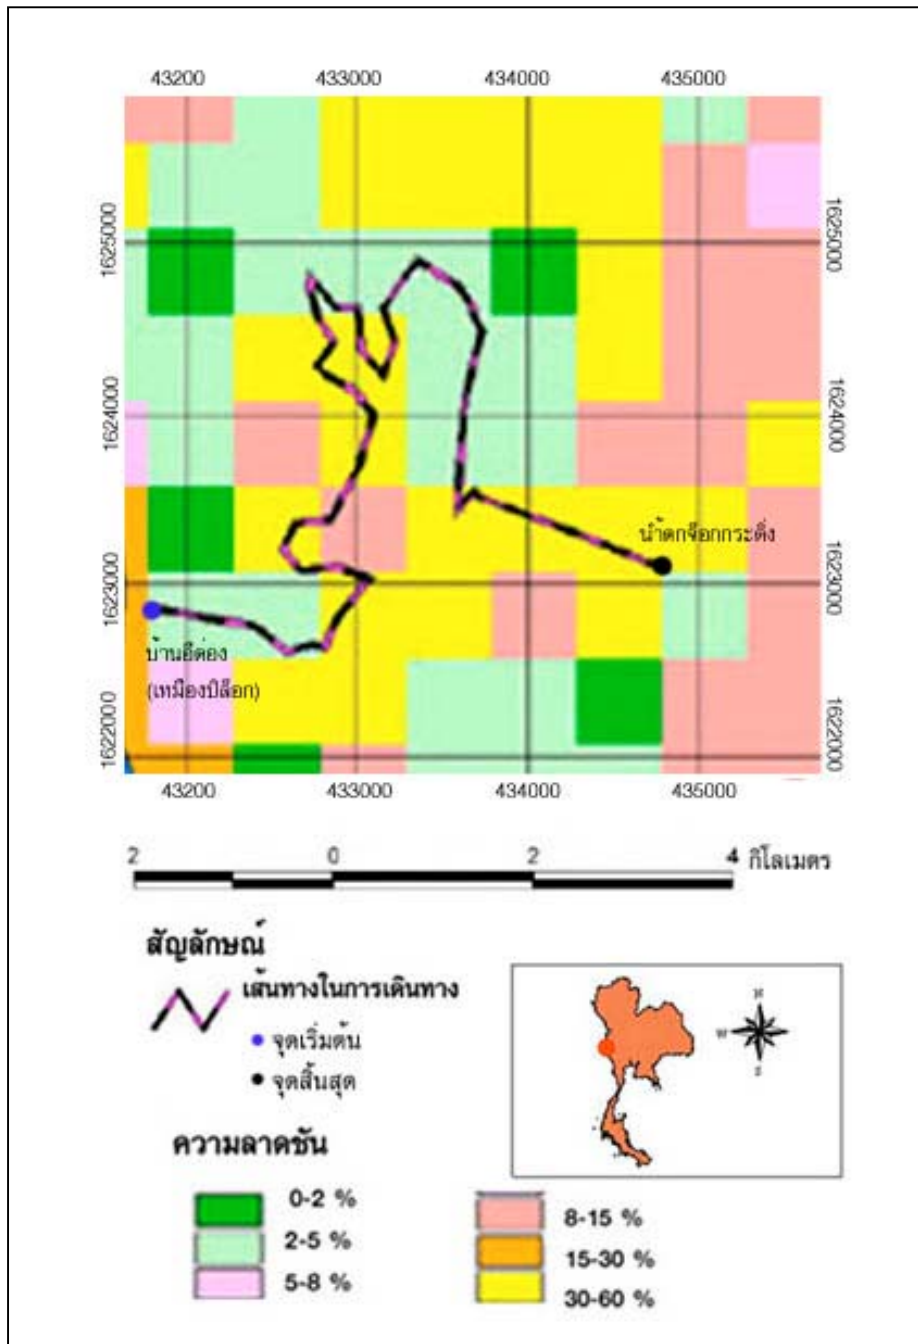 43200 433000 434000 435000
1625000
1625000
1624000
1624000
น้ำตกจ๊อกกระดิ่ง
1623000
1623000
บ้านอีต่อง
(เหมืองปิล็อก)
1622000
1622000
43200 433000 434000 435000
2 0 2 4 กิโลเมตร
สัญลักษณ์
เส้นทางในการเดินทาง
จุดเริ่มต้น
จุดสิ้นสุด
N
W
S
ความลาดชัน
0-2 %
2-5 %
5-8 %
8-15 %
15-30 %
30-60 %